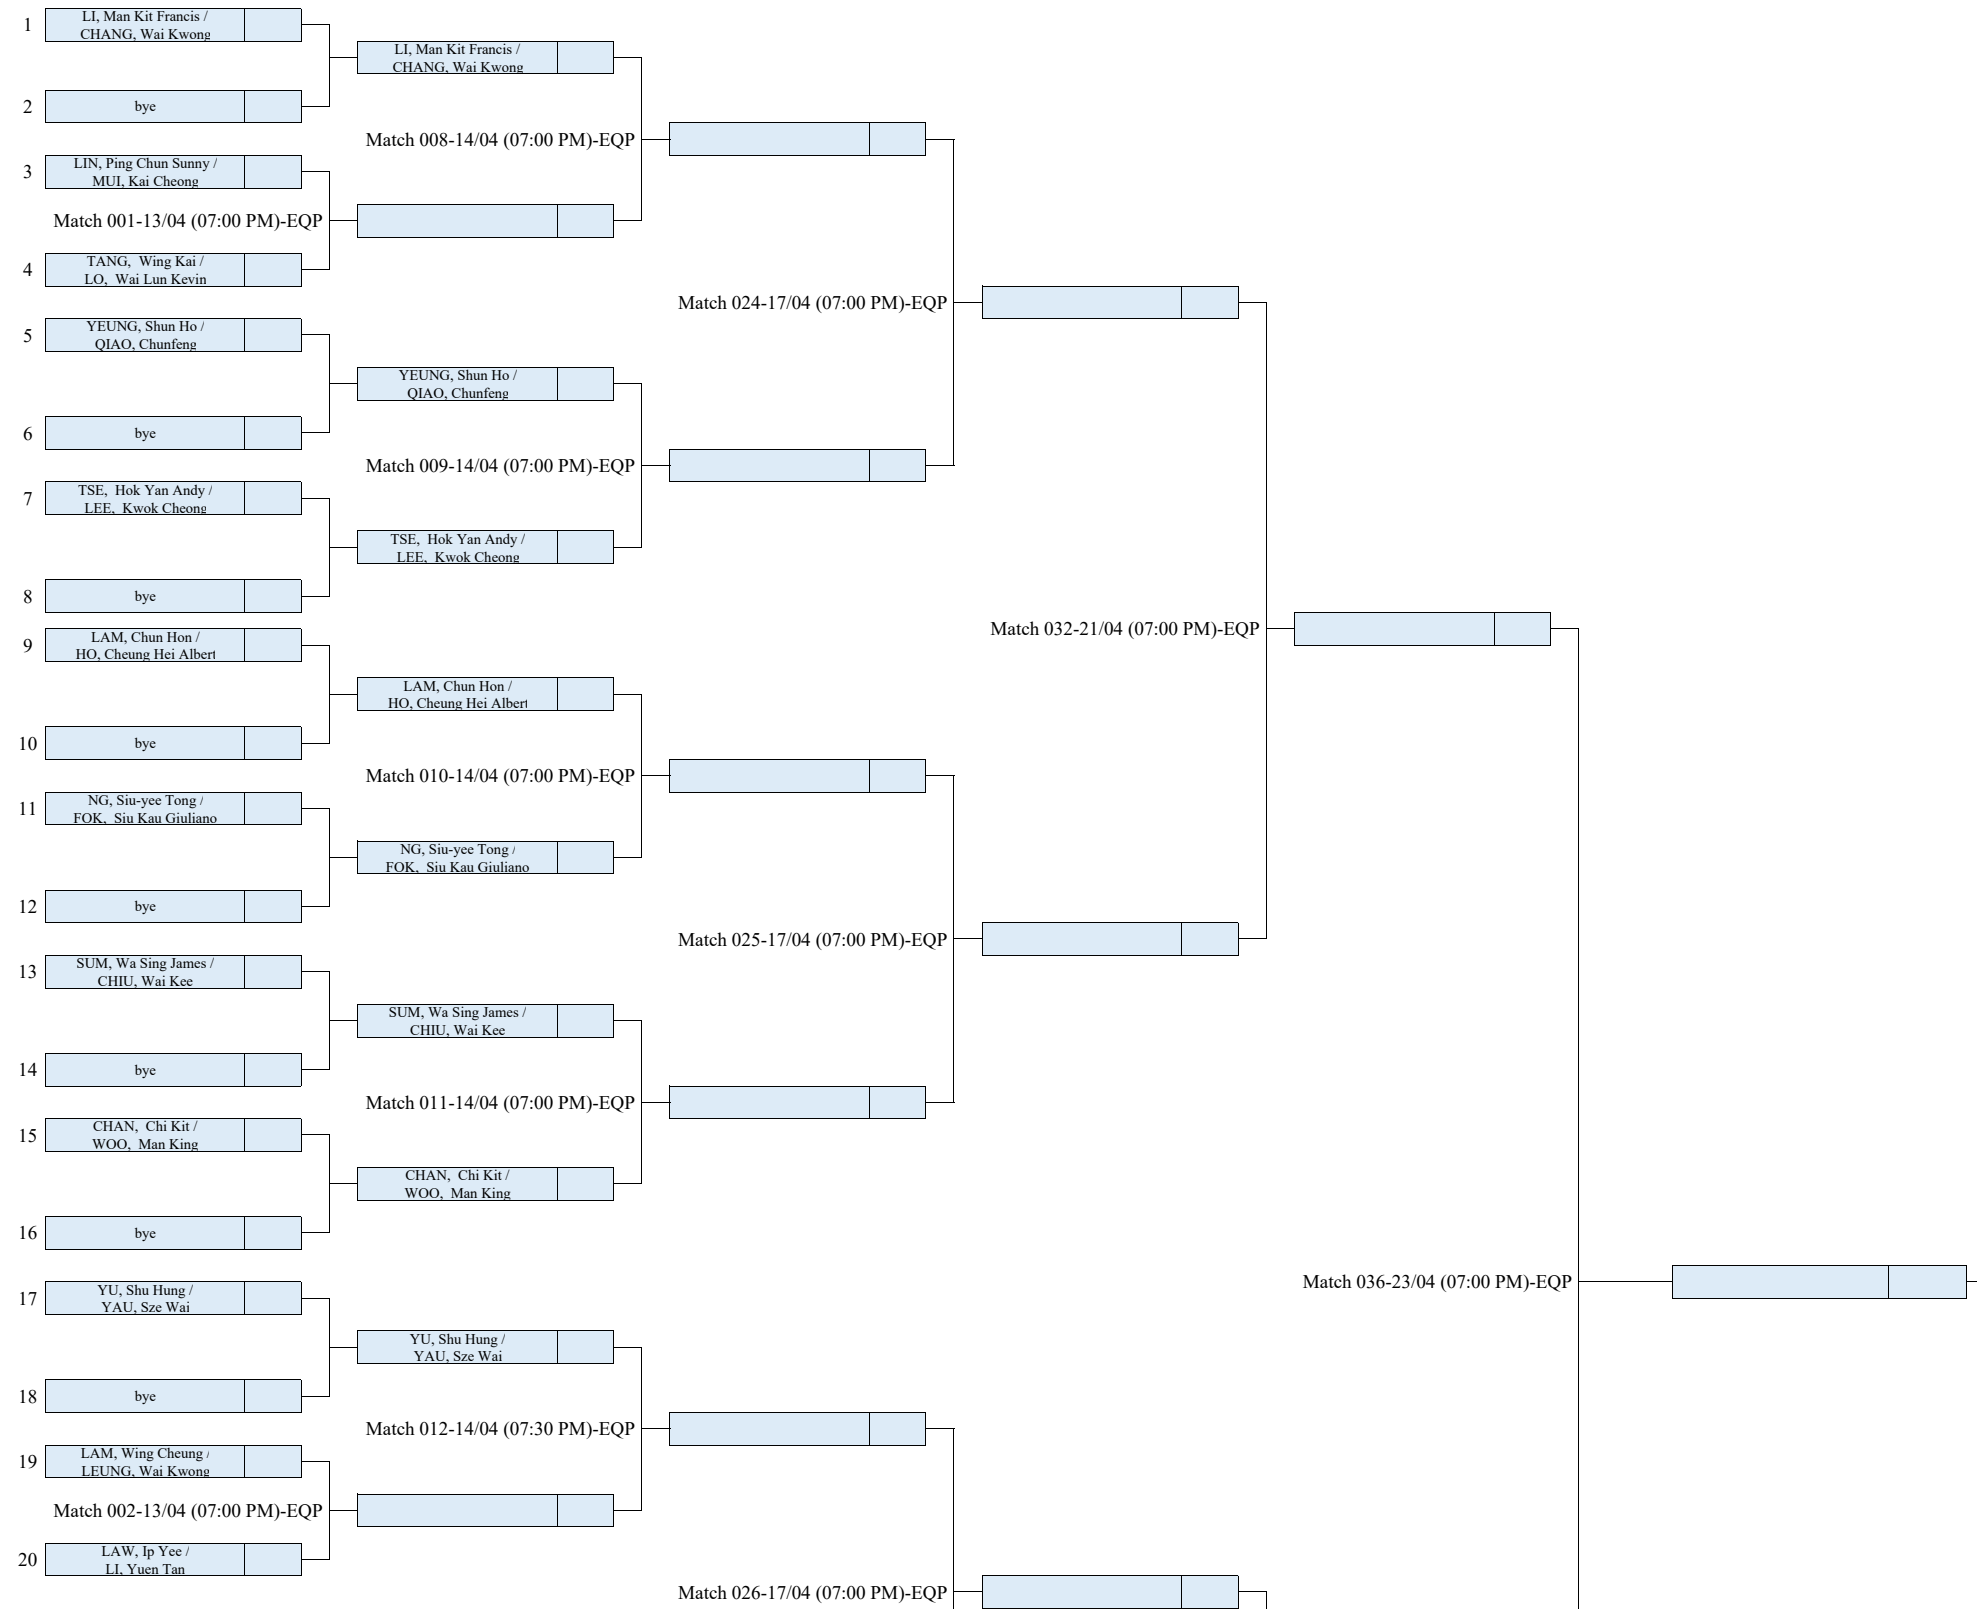 1
LI, Man Kit Francis /
CHANG, Wai Kwong
LI, Man Kit Francis /
CHANG, Wai Kwong
2
bye
Match 008-14/04 (07:00 PM)-EQP
3
LIN, Ping Chun Sunny /
MUI, Kai Cheong
Match 001-13/04 (07:00 PM)-EQP
4
TANG,  Wing Kai /
LO,  Wai Lun Kevin
Match 024-17/04 (07:00 PM)-EQP
5
YEUNG, Shun Ho /
QIAO, Chunfeng
YEUNG, Shun Ho /
QIAO, Chunfeng
6
bye
Match 009-14/04 (07:00 PM)-EQP
7
TSE,  Hok Yan Andy /
LEE,  Kwok Cheong
TSE,  Hok Yan Andy /
LEE,  Kwok Cheong
8
bye
Match 032-21/04 (07:00 PM)-EQP
9
LAM, Chun Hon /
HO, Cheung Hei Albert
LAM, Chun Hon /
HO, Cheung Hei Albert
10
bye
Match 010-14/04 (07:00 PM)-EQP
11
NG, Siu-yee Tong /
FOK,  Siu Kau Giuliano
NG, Siu-yee Tong /
FOK,  Siu Kau Giuliano
12
bye
Match 025-17/04 (07:00 PM)-EQP
13
SUM, Wa Sing James /
CHIU, Wai Kee
SUM, Wa Sing James /
CHIU, Wai Kee
14
bye
Match 011-14/04 (07:00 PM)-EQP
15
CHAN,  Chi Kit /
WOO,  Man King
CHAN,  Chi Kit /
WOO,  Man King
16
bye
Match 036-23/04 (07:00 PM)-EQP
17
YU, Shu Hung /
YAU, Sze Wai
YU, Shu Hung /
YAU, Sze Wai
18
bye
Match 012-14/04 (07:30 PM)-EQP
19
LAM, Wing Cheung /
LEUNG, Wai Kwong
Match 002-13/04 (07:00 PM)-EQP
20
LAW, Ip Yee /
LI, Yuen Tan
Match 026-17/04 (07:00 PM)-EQP